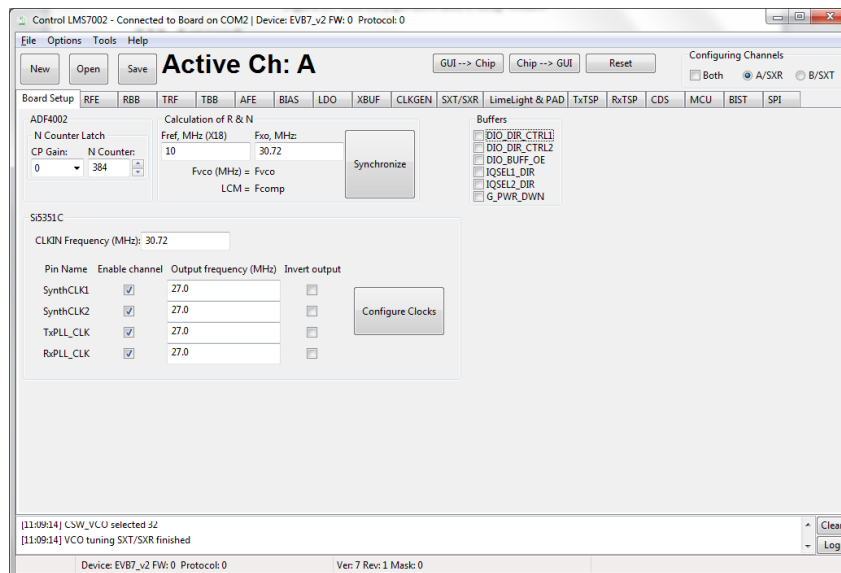 Control LMS7002 - Connected to Board on COM2 | Device: EVB7_v2 FW: 0 Protocol: 0
File Options Tools Help
New Open Save Active Ch: A GUI --> Chip Chip --> GUI Reset
Configuring Channels
Both A/SXR B/SXT
Board Setup RFE RBB TRF TBB AFE BIAS LDO XBUF CLKGEN SXT/SXR LimeLight & PAD TxTSP RxTSP CDS MCU BIST SPI
ADF4002
N Counter Latch
CP Gain: N Counter:
0 384
Calculation of R & N
Fref, MHz (X18) Fxo, MHz:
10 30.72
Fvco (MHz) = Fvco
LCM = Fcomp
Synchronize
Buffers
DIO_DIR_CTRL1
DIO_DIR_CTRL2
DIO_BUFF_OE
IQSEL1_DIR
IQSEL2_DIR
G_PWR_DWN
Si5351C
CLKIN Frequency (MHz): 30.72
Pin Name Enable channel Output frequency (MHz) Invert output
SynthCLK1 27.0
SynthCLK2 27.0
TxPLL_CLK 27.0
RxPLL_CLK 27.0
Configure Clocks
[11:09:14] CSW_VCO selected 32
[11:09:14] VCO tuning SXT/SXR finished
Clear
Log
Device: EVB7_v2 FW: 0 Protocol: 0 Ver: 7 Rev: 1 Mask: 0